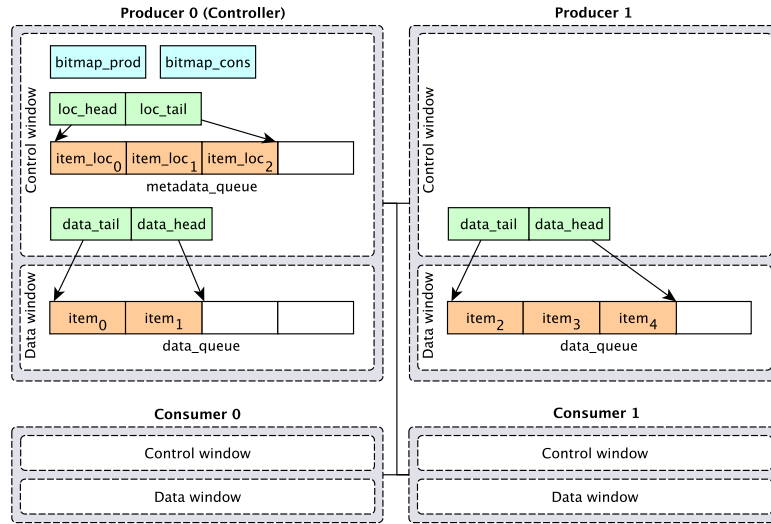 Producer 0 (Controller)
Producer 1
bitmap_prod
bitmap_cons
loc_head
loc_tail
Control window
item_loc0
item_loc1
item_loc2
metadata_queue
data_tail
data_head
Data window
item0
item1
data_queue
Control window
data_tail
data_head
Data window
item2
item3
item4
data_queue
Consumer 0
Control window
Data window
Consumer 1
Control window
Data window